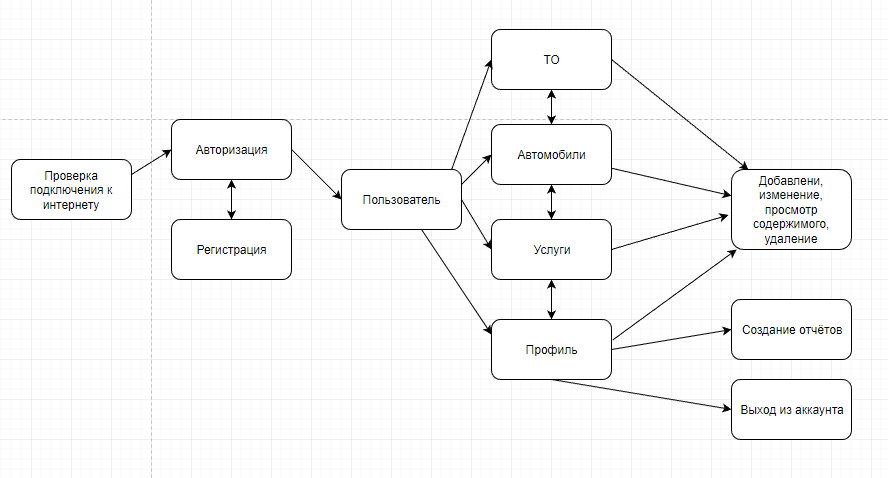 Проверка
подключения к
интернету
Авторизация
Регистрация
Пользователь
ТО
Автомобили
Услуги
Профиль
Добавлени,
изменение,
просмотр
содержимого,
удаление
Создание отчётов
Выход из аккаунта